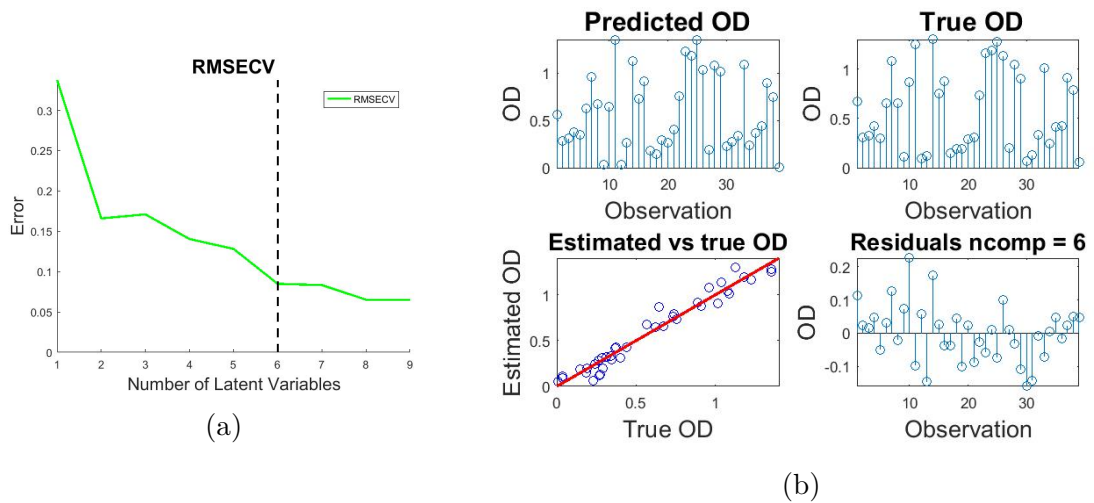 RMSECV
RMSECV
0.3
0.25
0.2
0.15
0.1
0.05
0
Error
1 2 3 4 5 6 7 8 9
Number of Latent Variables
(a)
Predicted OD
OD
1
0.5
0
10 20 30
Observation
True OD
OD
1
0.5
0
10 20 30
Observation
Estimated vs true OD
Estimated OD
1
0.5
0
0 0.5 1
True OD
Residuals ncomp = 6
OD
0.2
0.1
0
-0.1
10 20 30
Observation
(b)